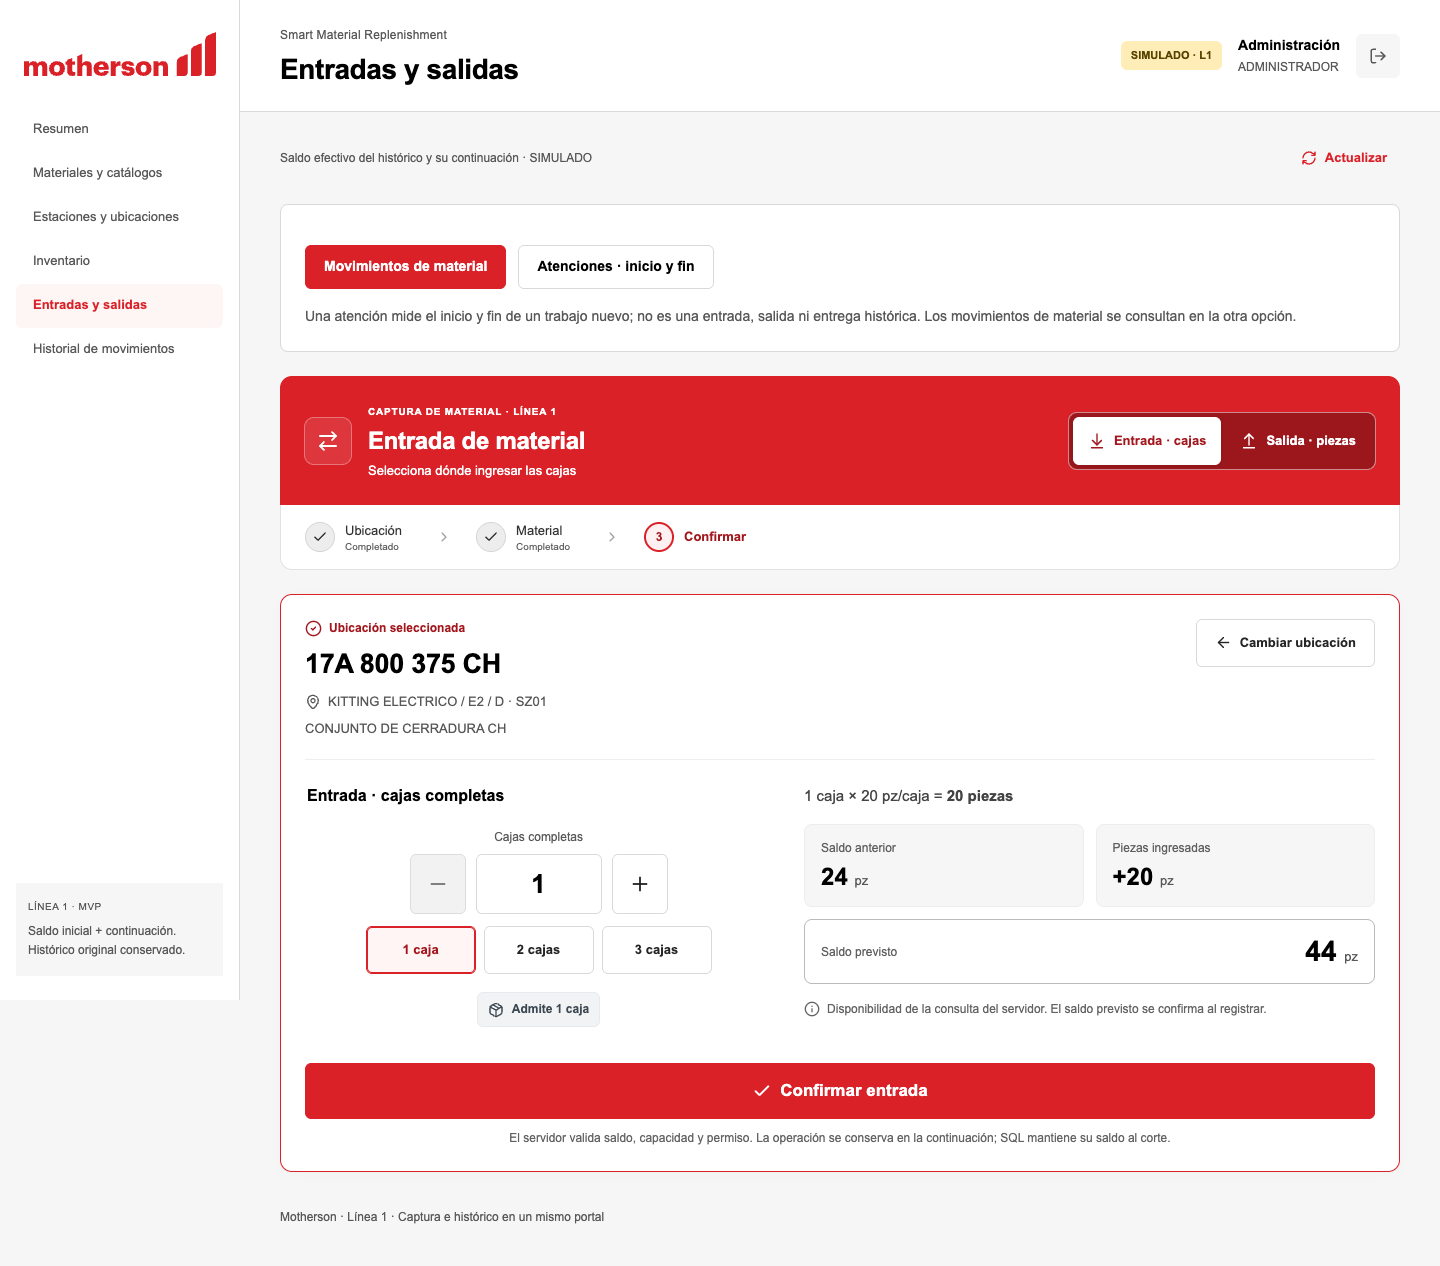 motherson
Resumen
Materiales y catálogos
Estaciones y ubicaciones
Inventario
Entradas y salidas
Historial de movimientos
LÍNEA 1 · MVP
Saldo inicial + continuación.
Histórico original conservado.
Smart Material Replenishment
Entradas y salidas
SIMULADO · L1
Administración
ADMINISTRADOR
Saldo efectivo del histórico y su continuación · SIMULADO
Actualizar
Movimientos de material
Atenciones · inicio y fin
Una atención mide el inicio y fin de un trabajo nuevo; no es una entrada, salida ni entrega histórica. Los movimientos de material se consultan en la otra opción.
CAPTURA DE MATERIAL · LÍNEA 1
Entrada de material
Selecciona dónde ingresar las cajas
Entrada · cajas
Salida · piezas
Ubicación
Completado
Material
Completado
3 Confirmar
Ubicación seleccionada
17A 800 375 CH
KITTING ELECTRICO / E2 / D · SZ01
CONJUNTO DE CERRADURA CH
Cambiar ubicación
Entrada · cajas completas
Cajas completas
1
1 caja
2 cajas
3 cajas
Admite 1 caja
1 caja × 20 pz/caja = 20 piezas
Saldo anterior
24 pz
Piezas ingresadas
+20 pz
Saldo previsto
44 pz
Disponibilidad de la consulta del servidor. El saldo previsto se confirma al registrar.
Confirmar entrada
El servidor valida saldo, capacidad y permiso. La operación se conserva en la continuación; SQL mantiene su saldo al corte.
Motherson · Línea 1 · Captura e histórico en un mismo portal